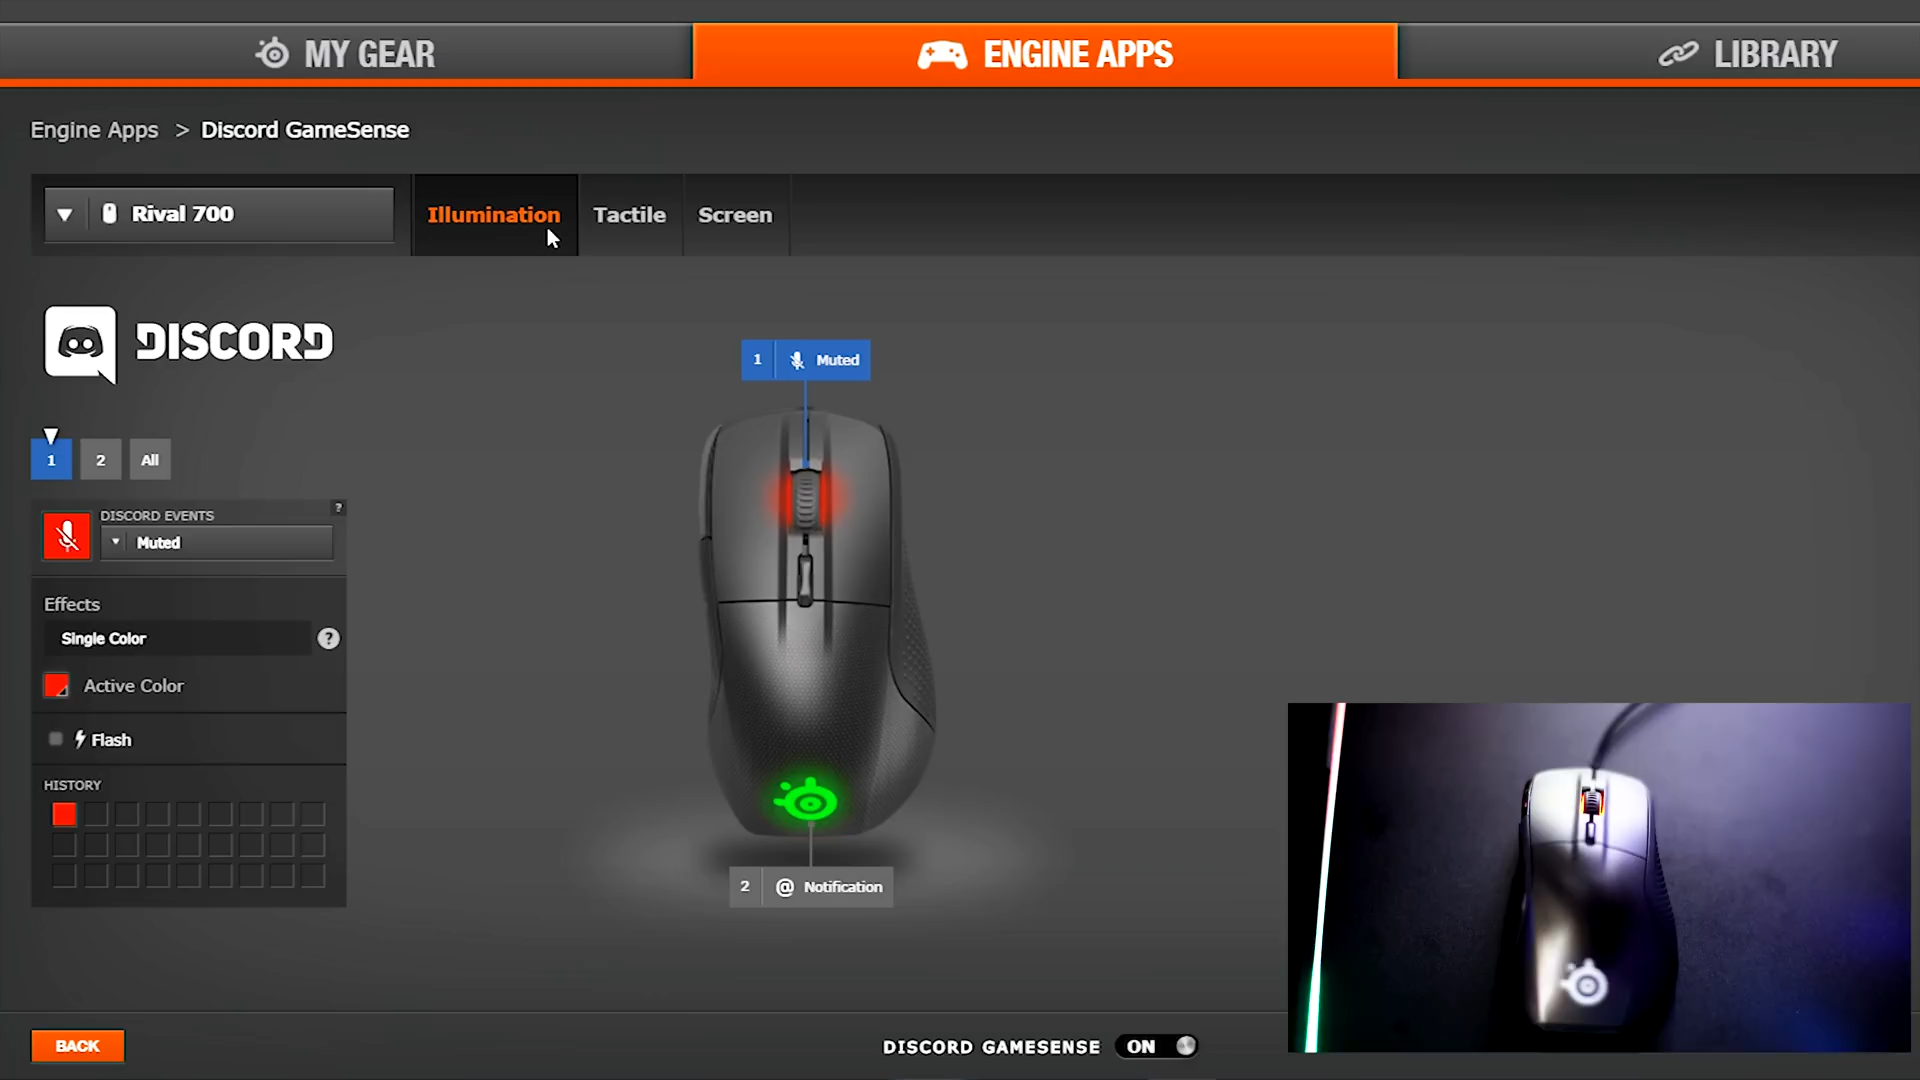 MY GEAR
ENGINE APPS
LIBRARY
Engine Apps > Discord GameSense
Rival 700
Illumination
Tactile
Screen
DISCORD
1 Muted
1 2 All
?
DISCORD EVENTS
Muted
Effects
Single Color ?
Active Color
Flash
HISTORY
2 @ Notification
BACK
DISCORD GAMESENSE ON